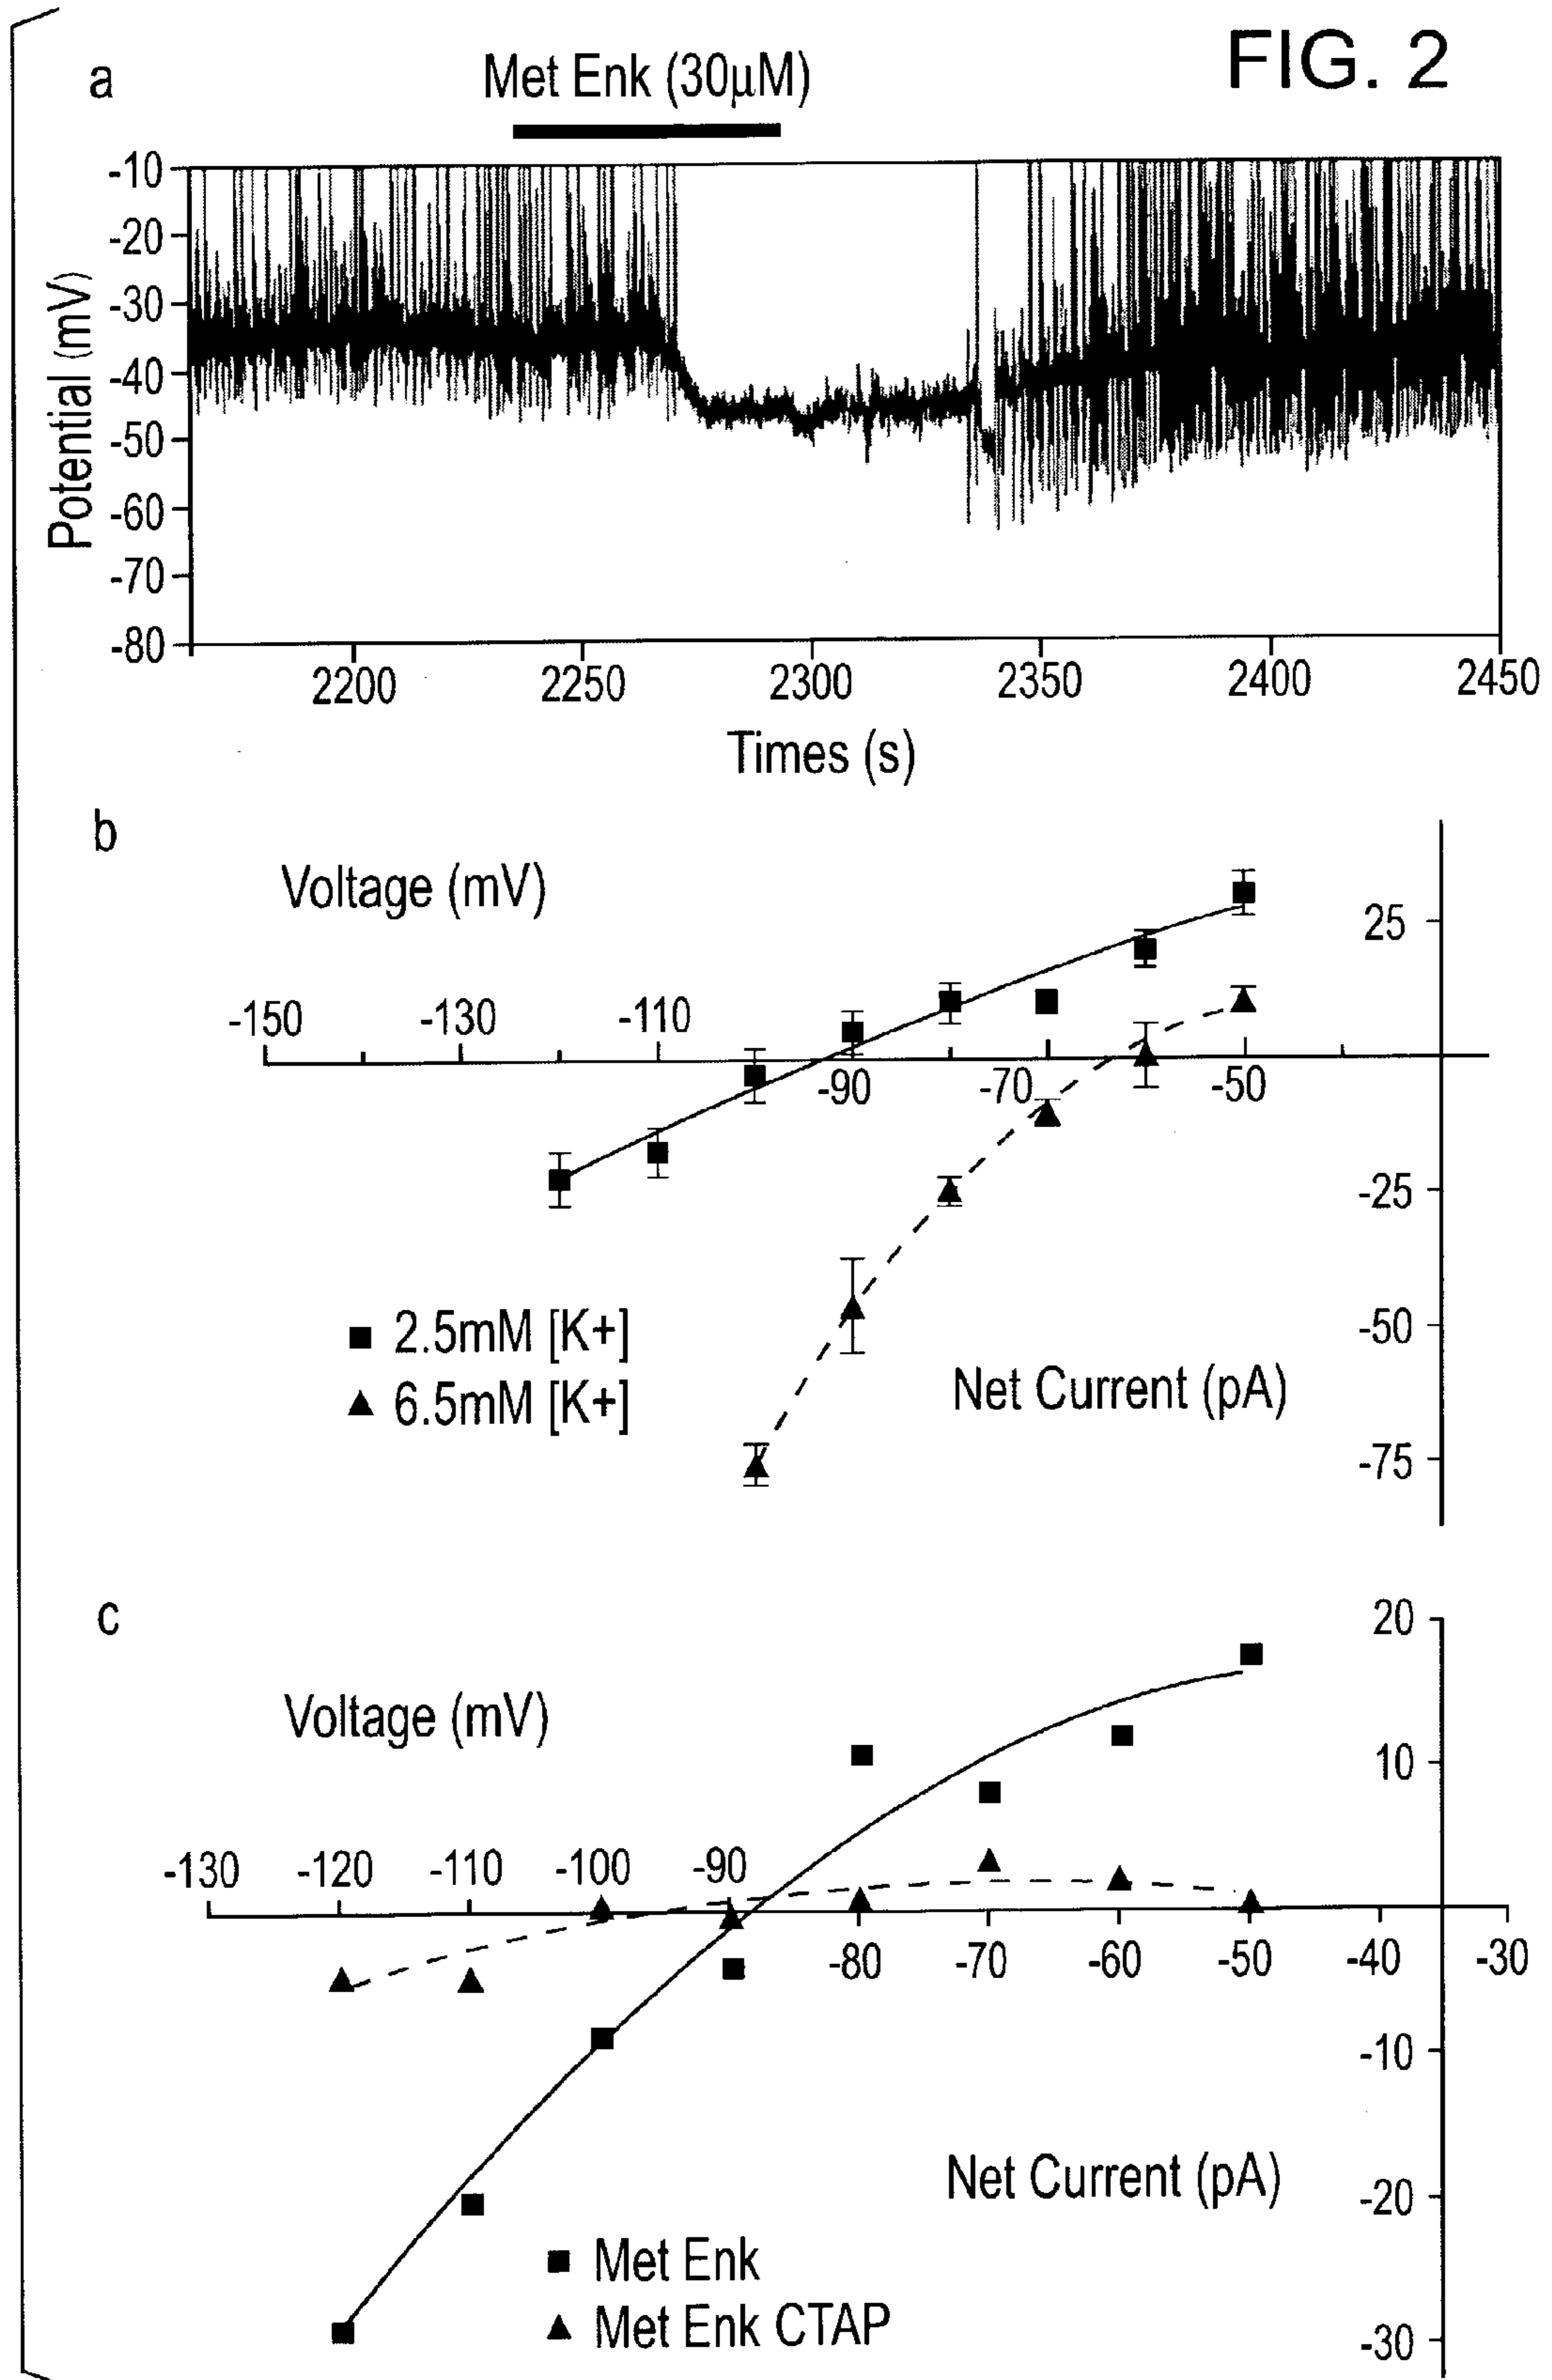 FIG. 2
a
Met Enk (30µM)
Potential (mV)
-10
-20
-30
-40
-50
-60
-70
-80
2200 2250 2300 2350 2400 2450
Times (s)
b
Voltage (mV)
25
-150 -130 -110
-90 -70 -50
-25
-50
-75
2.5mM [K+]
6.5mM [K+]
Net Current (pA)
c
Voltage (mV)
20
10
-130 -120 -110 -100 -90
-80 -70 -60 -50 -40 -30
-10
-20
-30
Net Current (pA)
Met Enk
Met Enk CTAP